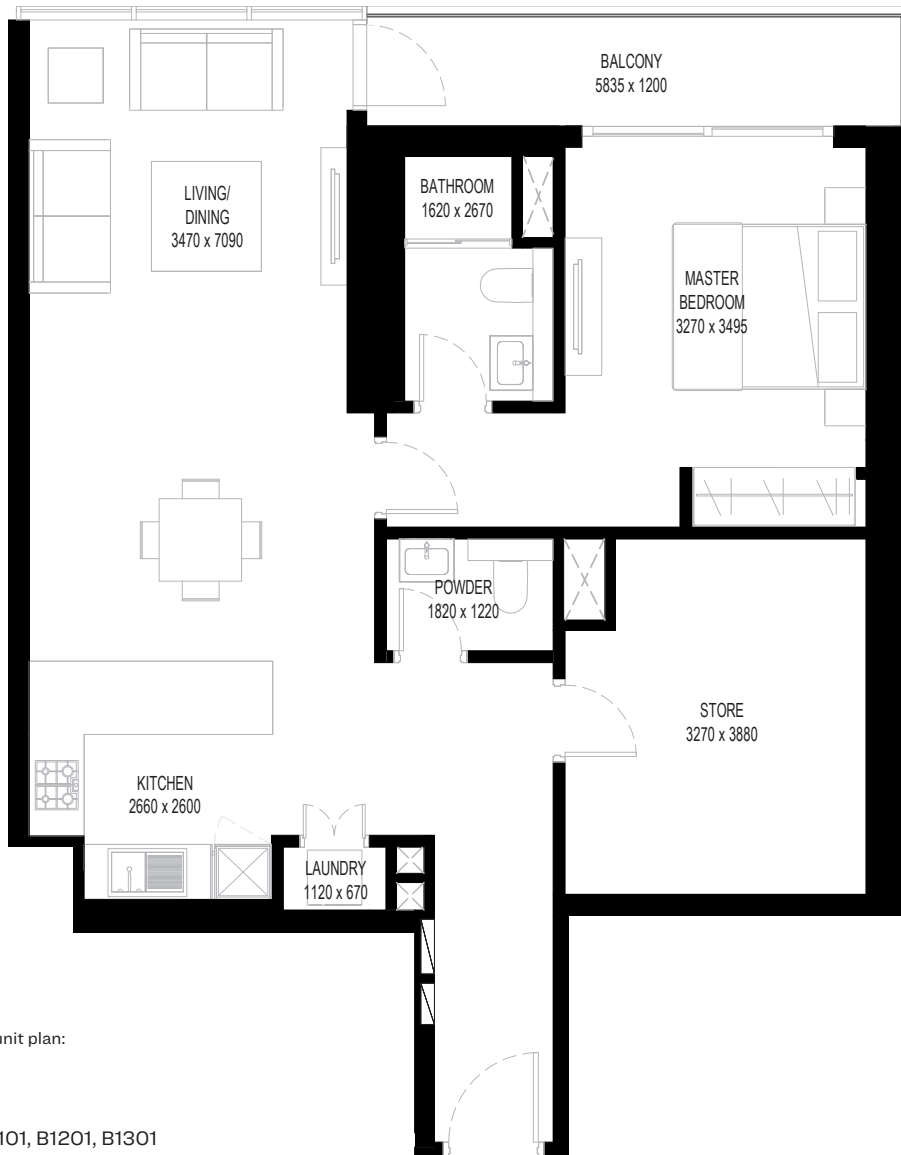 BALCONY
5835 x 1200
LIVING/
DINING
3470 x 7090
BATHROOM
1620 x 2670
MASTER
BEDROOM
3270 x 3495
POWDER
1820 x 1220
STORE
3270 x 3880
KITCHEN
2660 x 2600
LAUNDRY
1120 x 670
unit plan:
B1201, B1301